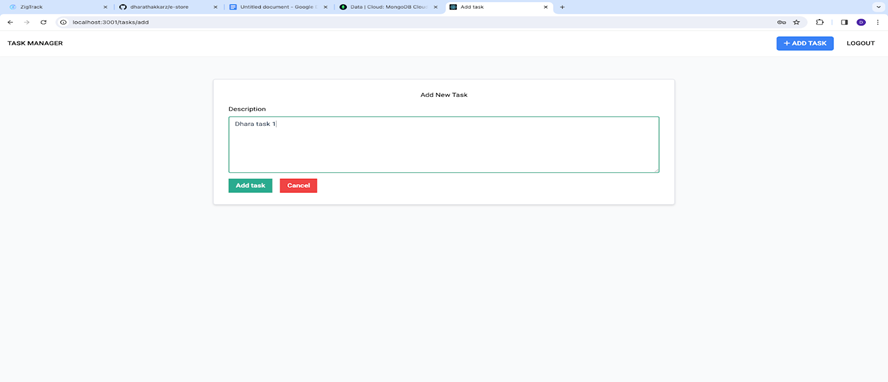 ZigTrack
dharathakkar/e-store
Untitled document - Google
Data | Cloud: MongoDB Cloud
Add task
localhost:3001/tasks/add
TASK MANAGER
+ ADD TASK
LOGOUT
Add New Task
Description
Dhara task 1
Add task
Cancel